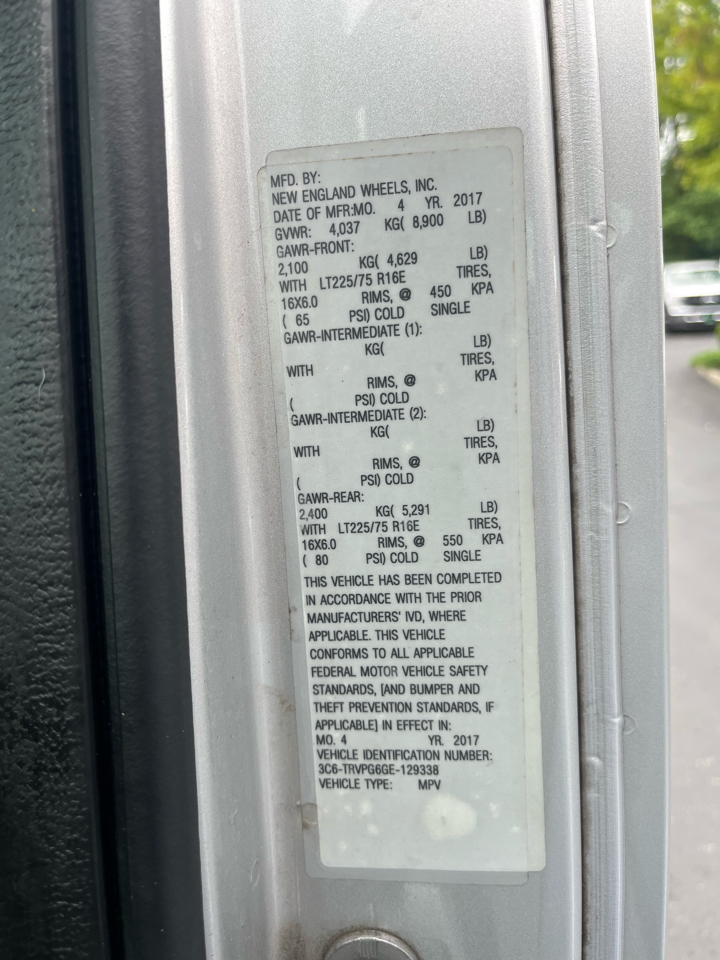 MFD. BY:
NEW ENGLAND WHEELS, INC.
DATE OF MFR:MO. 4 YR. 2017
GVWR: 4,037 KG( 8,900 LB)
GAWR-FRONT:
2,100 KG( 4,629 LB)
WITH LT225/75 R16E TIRES,
16X6.0 RIMS, @ 450 KPA
( 65 PSI) COLD SINGLE
GAWR-INTERMEDIATE (1):
KG( LB)
WITH TIRES,
RIMS, @ KPA
( PSI) COLD
GAWR-INTERMEDIATE (2):
KG( LB)
WITH TIRES,
RIMS, @ KPA
( PSI) COLD
GAWR-REAR:
2,400 KG( 5,291 LB)
WITH LT225/75 R16E TIRES,
16X6.0 RIMS, @ 550 KPA
( 80 PSI) COLD SINGLE
THIS VEHICLE HAS BEEN COMPLETED
IN ACCORDANCE WITH THE PRIOR
MANUFACTURERS' IVD, WHERE
APPLICABLE. THIS VEHICLE
CONFORMS TO ALL APPLICABLE
FEDERAL MOTOR VEHICLE SAFETY
STANDARDS, [AND BUMPER AND
THEFT PREVENTION STANDARDS, IF
APPLICABLE] IN EFFECT IN:
MO. 4 YR. 2017
VEHICLE IDENTIFICATION NUMBER:
3C6-TRVPG6GE-129338
VEHICLE TYPE: MPV